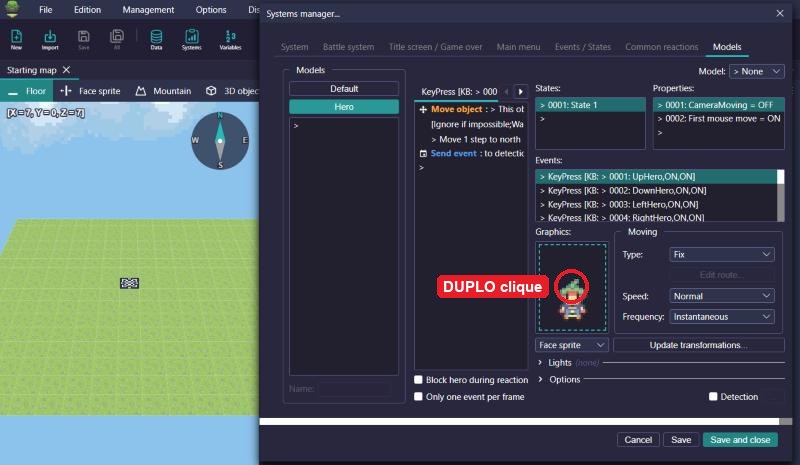 File Edition Management Options
Systems manager...
New Import Save All Data Systems Variables
System Battle system Title screen / Game over Main menu Events / States Common reactions Models
Starting map
Floor Face sprite Mountain 3D objec
[X = 7, Y = 0, Z = 7]
N
W E
S
Model: > None
Models
Default
Hero
>
Name:
KeyPress [KB: > 000
Move object: > This ob
[Ignore if impossible;Wa
> Move 1 step to north
Send event : to detectio
>
Block hero during reaction
Only one event per frame
States:
> 0001: State 1
>
Properties:
> 0001: CameraMoving = OFF
> 0002: First mouse move = ON
>
Events:
> KeyPress [KB: > 0001: UpHero,ON,ON]
> KeyPress [KB: > 0002: DownHero,ON,ON]
> KeyPress [KB: > 0003: LeftHero,ON,ON]
> KeyPress [KB: > 0004: RightHero,ON,ON]
Graphics:
DUPLO clique
Face sprite
Moving
Type: Fix
Edit route...
Speed: Normal
Frequency: Instantaneous
Update transformations...
> Lights (none)
> Options
Detection
Cancel Save Save and close